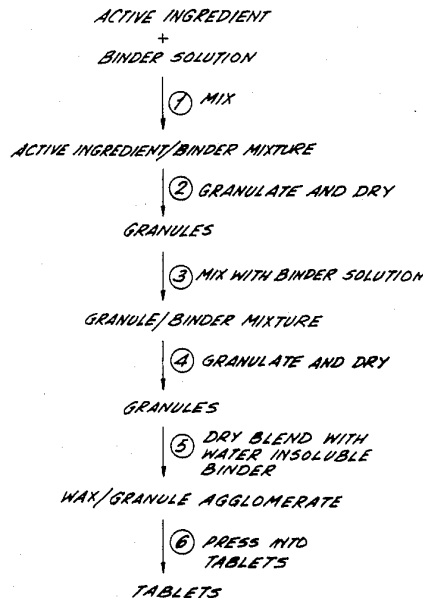 ACTIVE INGREDIENT
+
BINDER SOLUTION
1 MIX
ACTIVE INGREDIENT/BINDER MIXTURE
2 GRANULATE AND DRY
GRANULES
3 MIX WITH BINDER SOLUTION
GRANULE/BINDER MIXTURE
4 GRANULATE AND DRY
GRANULES
5 DRY BLEND WITH
WATER INSOLUBLE
BINDER
WAX/GRANULE AGGLOMERATE
6 PRESS INTO
TABLETS
TABLETS